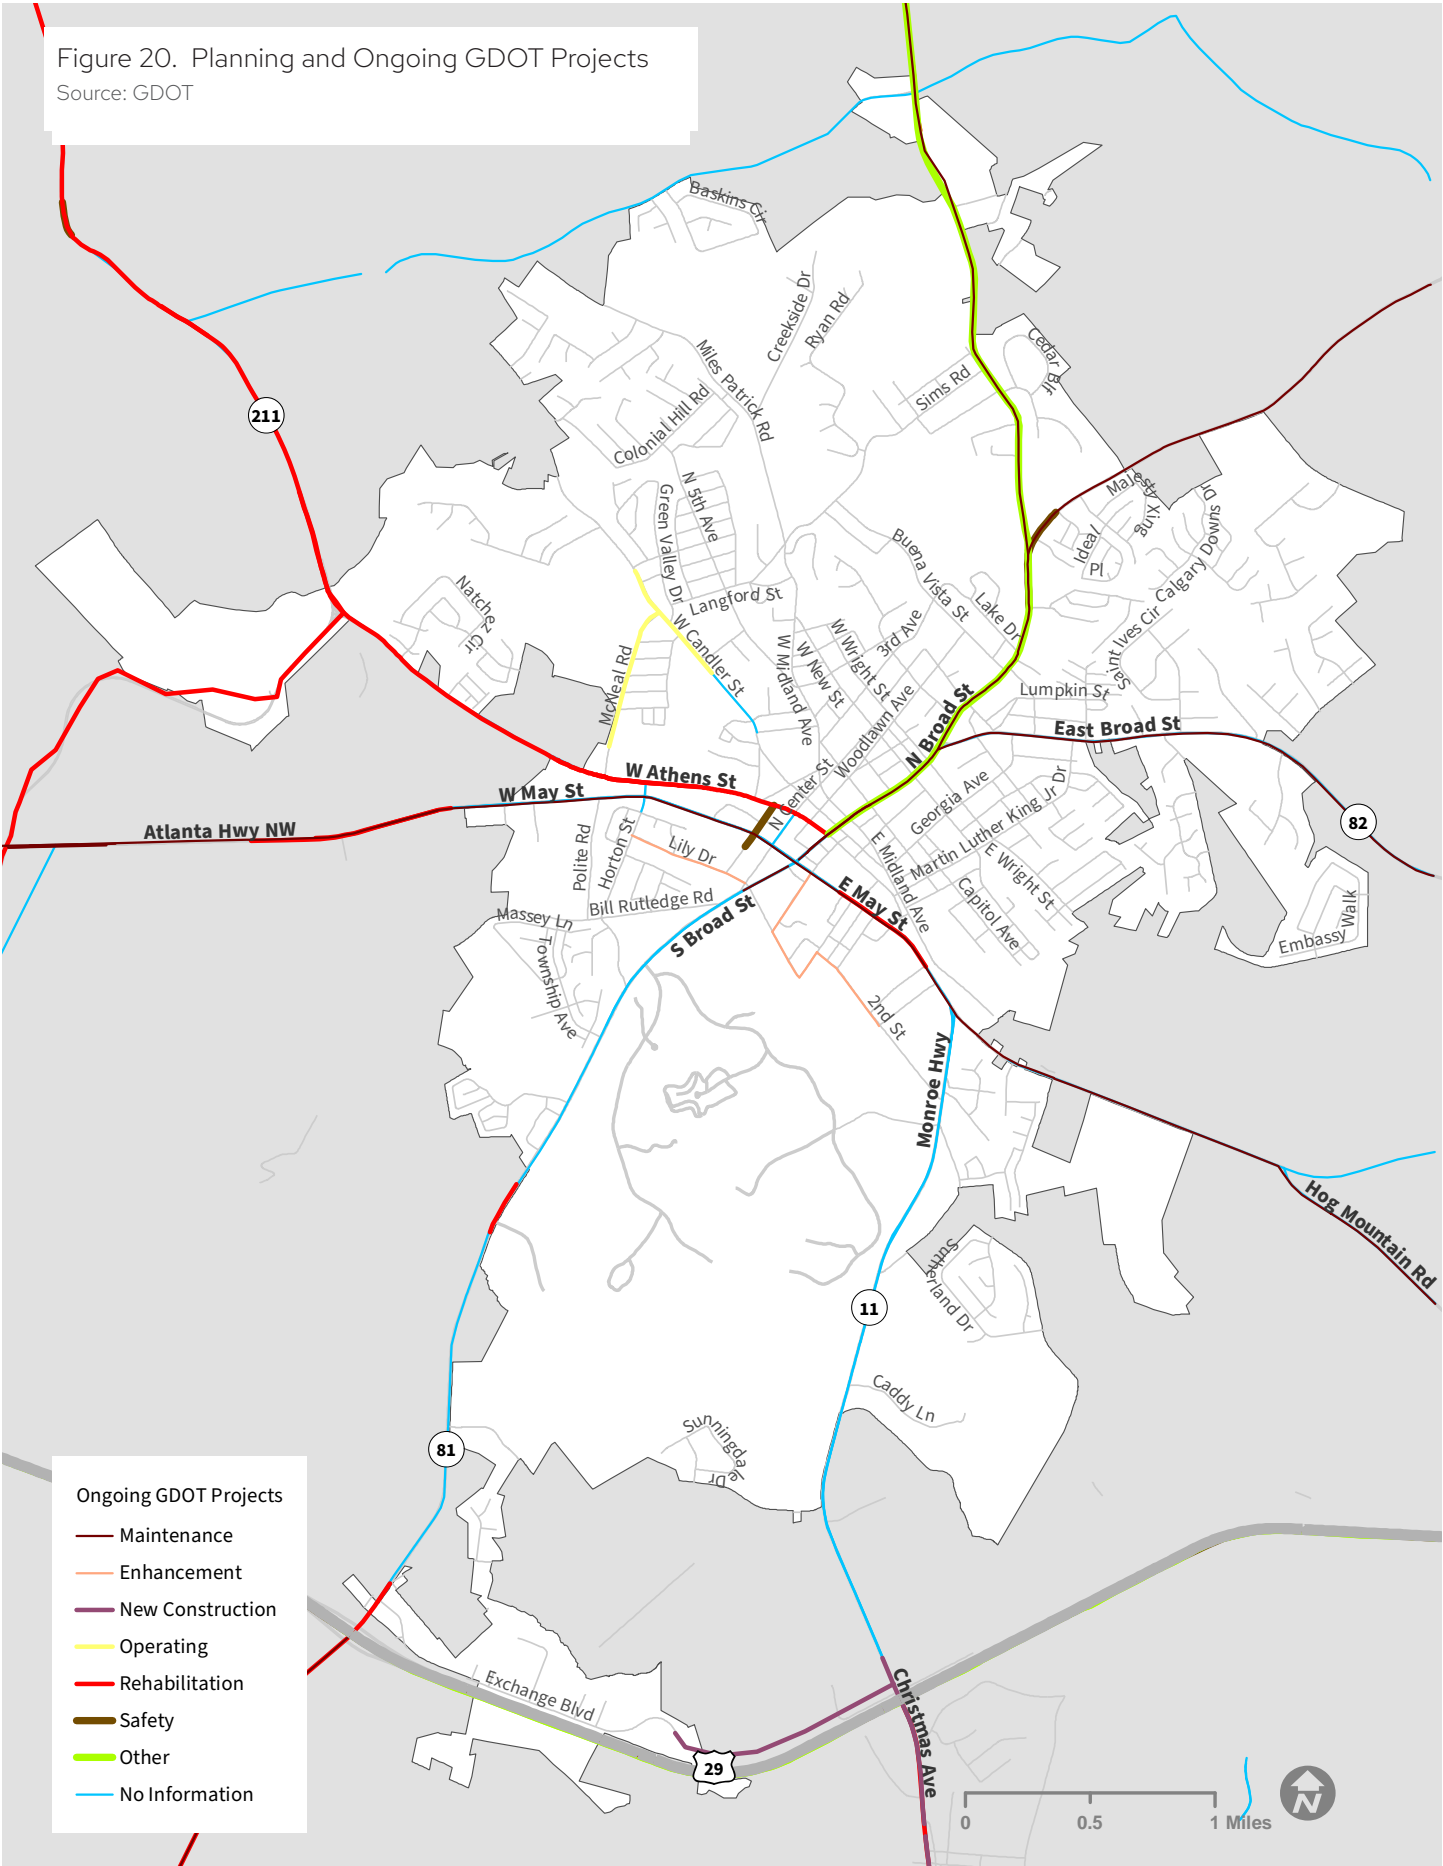 Figure 20.  Planning and Ongoing GDOT Projects
Source: GDOT
Baskins Cir
Creekside Dr
Ryan Rd
Miles Patrick Rd
Cedar Blf
Sims Rd
211
Colonial Hill Rd
N 5th Ave
Green Valley Dr
Majesty Xing
Calgary Downs Dr
Ideal
Pl
Buena Vista St
Natchez Cir
Langford St
Lake Dr
3rd Ave
W Candler St
W Wright St
W New St
W Midland Ave
Saint Ives Cir
McNeal Rd
Lumpkin St
Woodlawn Ave
N Broad St
East Broad St
W Athens St
W May St
N Center St
Georgia Ave
Martin Luther King Jr Dr
82
Atlanta Hwy NW
Polite Rd
Horton St
Lily Dr
E Midland Ave
E Wright St
Capitol Ave
Bill Rutledge Rd
E May St
Massey Ln
S Broad St
Embassy Walk
Township Ave
2nd St
Monroe Hwy
Hog Mountain Rd
Sutherland Dr
11
Caddy Ln
Sunningdale Dr
81
Ongoing GDOT Projects
Maintenance
Enhancement
New Construction
Operating
Rehabilitation
Safety
Other
No Information
Exchange Blvd
Christmas Ave
29
N
0 0.5 1 Miles